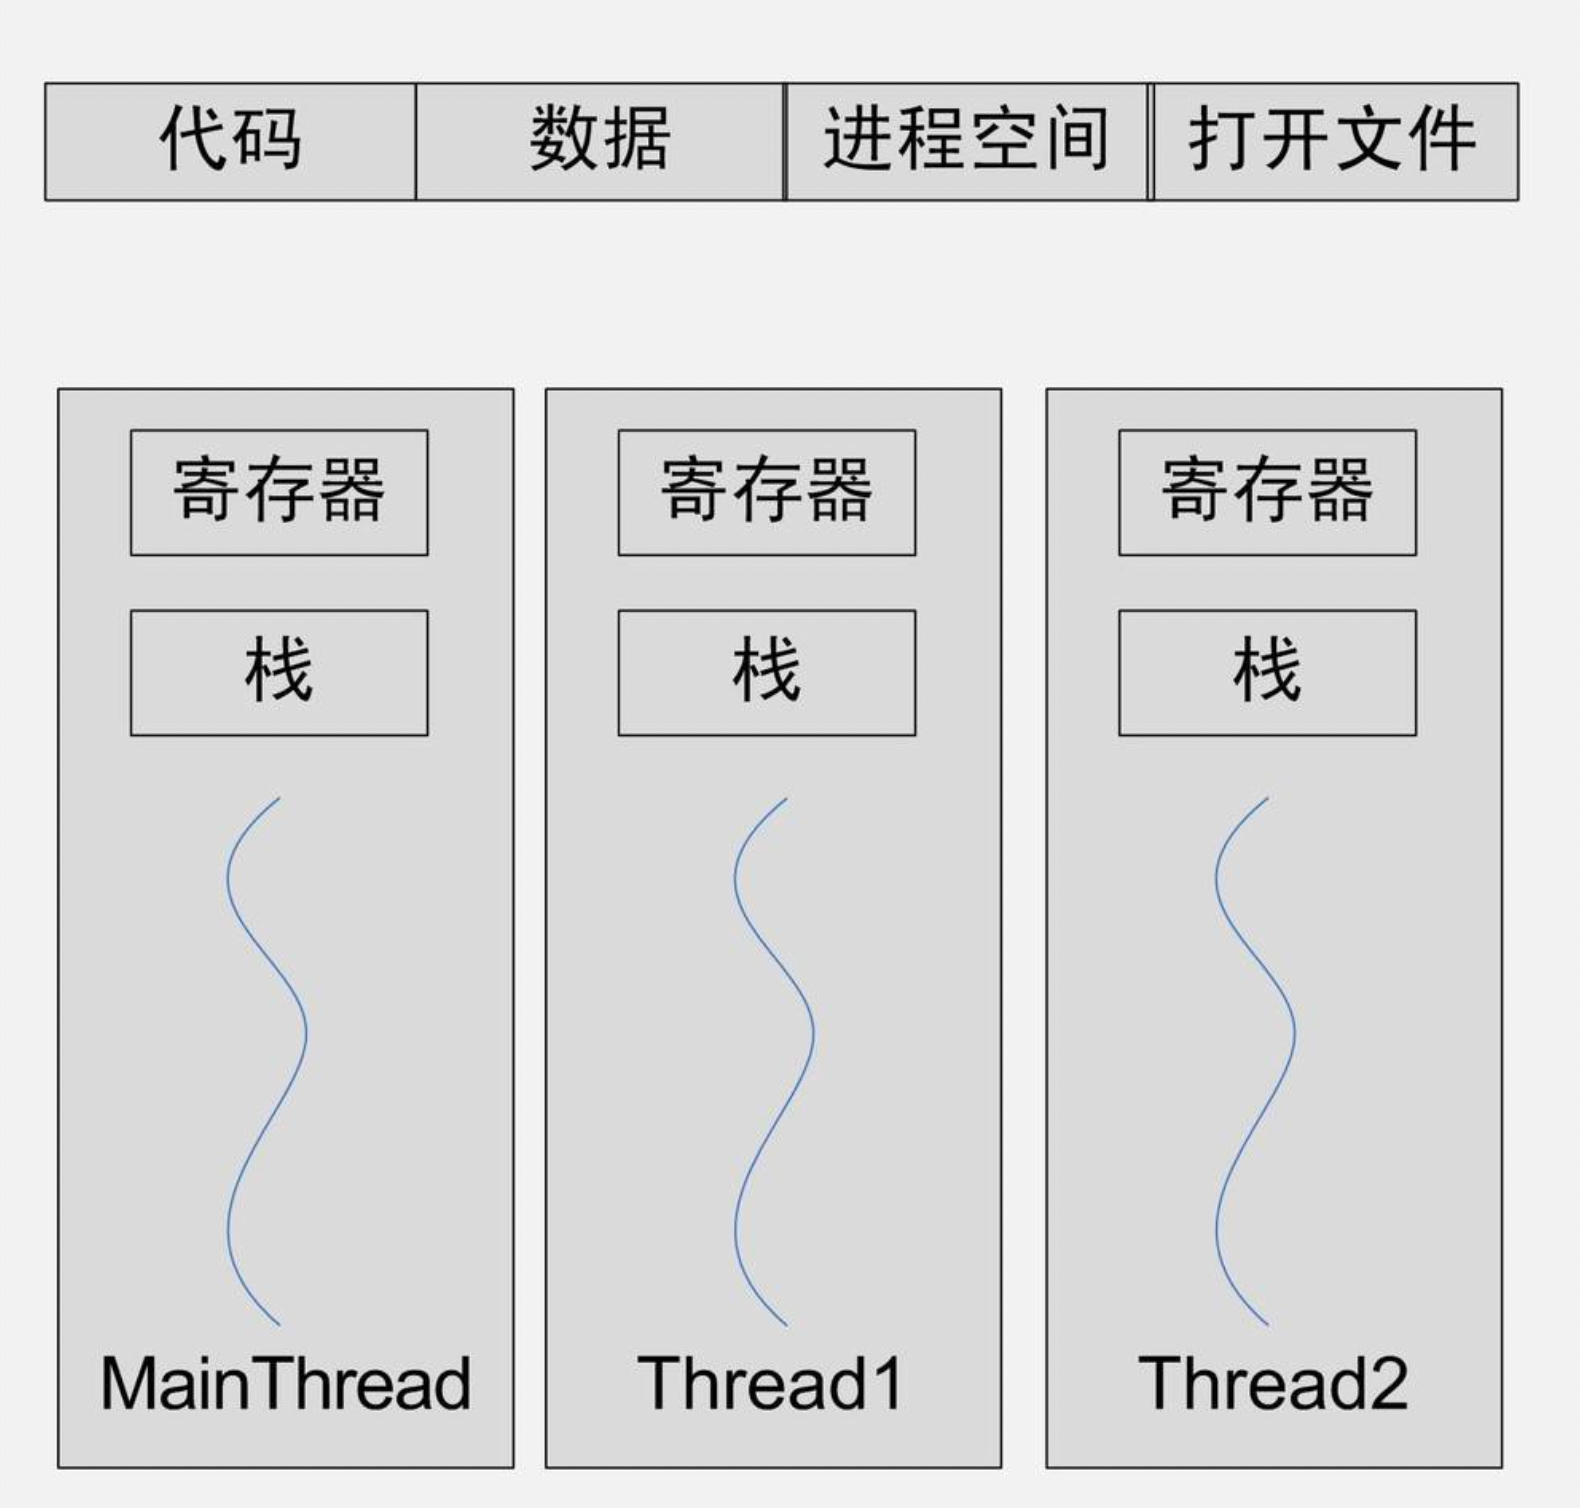 代码 数据 进程空间 打开文件
寄存器 寄存器 寄存器
栈 栈 栈
MainThread Thread1 Thread2